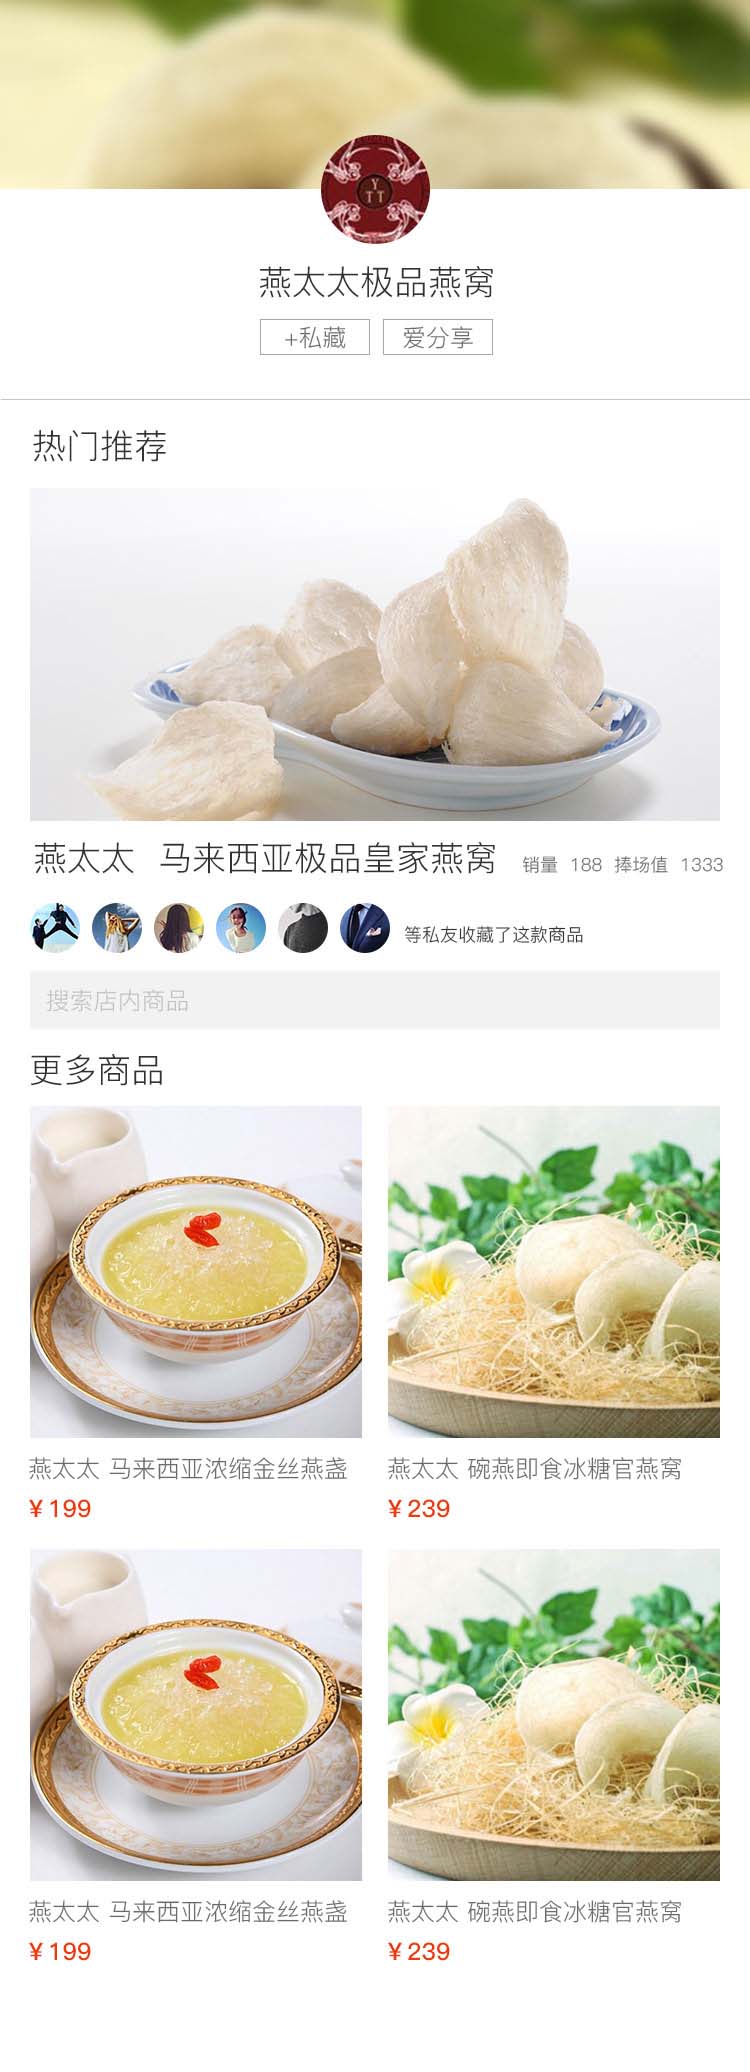 Y
TT
燕太太极品燕窝
+私藏 爱分享
热门推荐
燕太太 马来西亚极品皇家燕窝 销量 188 捧场值 1333
等私友收藏了这款商品
搜索店内商品
更多商品
燕太太 马来西亚浓缩金丝燕盏
¥199
燕太太 碗燕即食冰糖官燕窝
¥239
燕太太 马来西亚浓缩金丝燕盏
¥199
燕太太 碗燕即食冰糖官燕窝
¥239